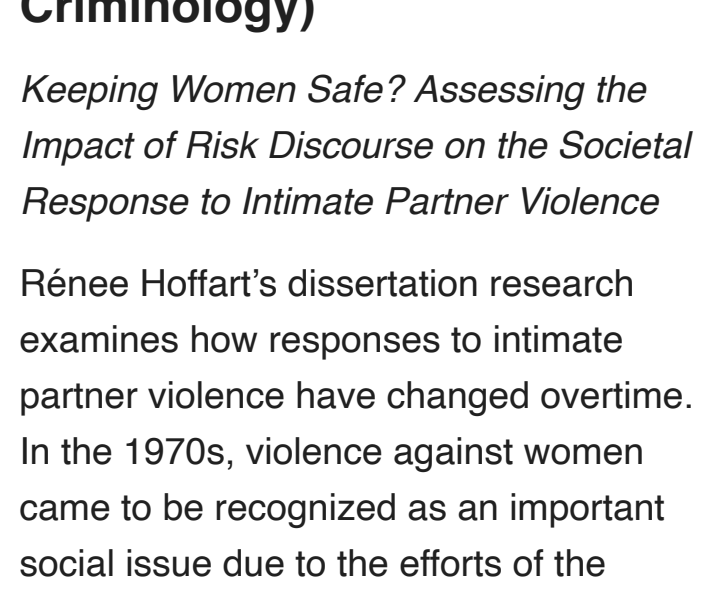 Criminology)
Keeping Women Safe? Assessing the
Impact of Risk Discourse on the Societal
Response to Intimate Partner Violence
Rénee Hoffart’s dissertation research
examines how responses to intimate
partner violence have changed overtime.
In the 1970s, violence against women
came to be recognized as an important
social issue due to the efforts of the